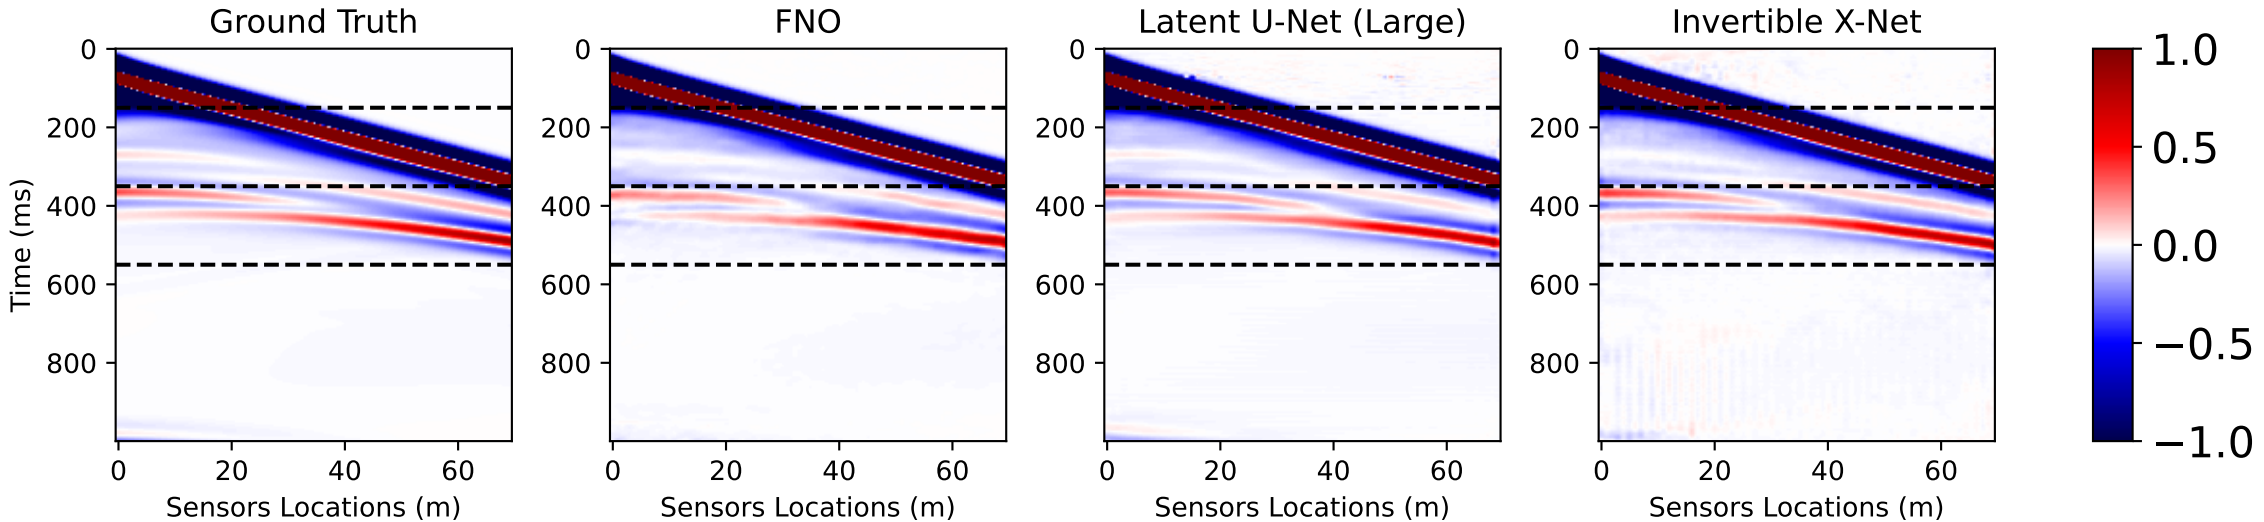 Ground Truth
FNO
Latent U-Net (Large)
Invertible X-Net
Time (ms)
0
200
400
600
800
0 20 40 60
Sensors Locations (m)
0
200
400
600
800
0 20 40 60
Sensors Locations (m)
0
200
400
600
800
0 20 40 60
Sensors Locations (m)
0
200
400
600
800
0 20 40 60
Sensors Locations (m)
1.0
0.5
0.0
−0.5
−1.0